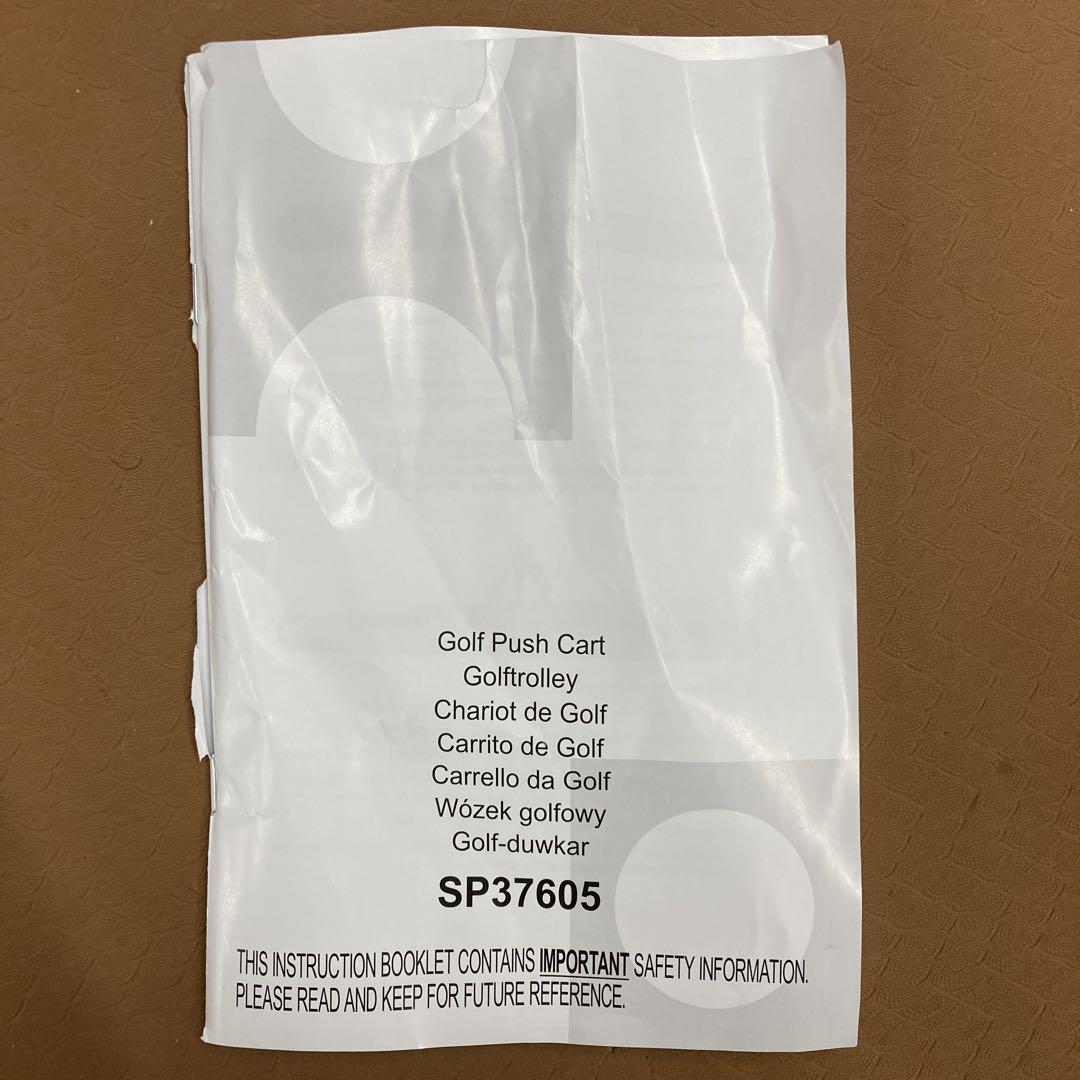 Golf Push Cart
Golftrolley
Chariot de Golf
Carrito de Golf
Carrello da Golf
Wózek golfowy
Golf-duwkar
SP37605
THIS INSTRUCTION BOOKLET CONTAINS IMPORTANT SAFETY INFORMATION.
PLEASE READ AND KEEP FOR FUTURE REFERENCE.